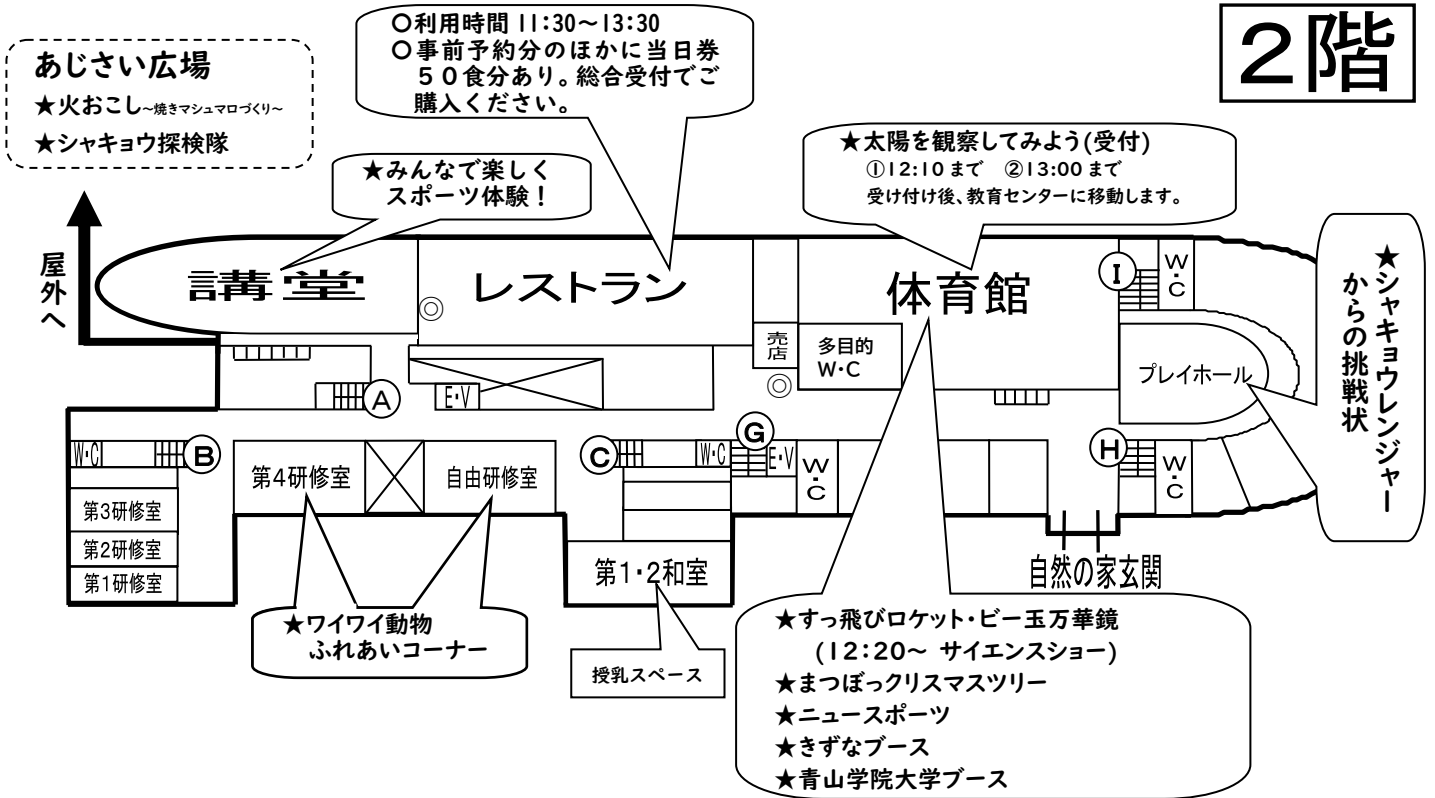 2階
あじさい広場
★火おこし~焼きマシュマロづくり~
★シャキョウ探検隊
○利用時間 11:30~13:30
○事前予約分のほかに当日券
50食分あり。総合受付でご
購入ください。
★みんなで楽しく
スポーツ体験!
★太陽を観察してみよう(受付)
①12:10まで ②13:00まで
受け付け後、教育センターに移動します。
★シャキョウレンジャー
からの挑戦状
屋外へ
講堂
◎
レストラン
売店
◎
体育館
多目的
W・C
I
W・C
プレイホール
A
E・V
W・C
B
第4研修室
自由研修室
C
W・C
G
E・V
W・C
H
W・C
第3研修室
第2研修室
第1研修室
第1・2和室
自然の家玄関
★ワイワイ動物
ふれあいコーナー
授乳スペース
★すっ飛びロケット・ビー玉万華鏡
(12:20~ サイエンスショー)
★まつぼっクリスマスツリー
★ニュースポーツ
★きずなブース
★青山学院大学ブース